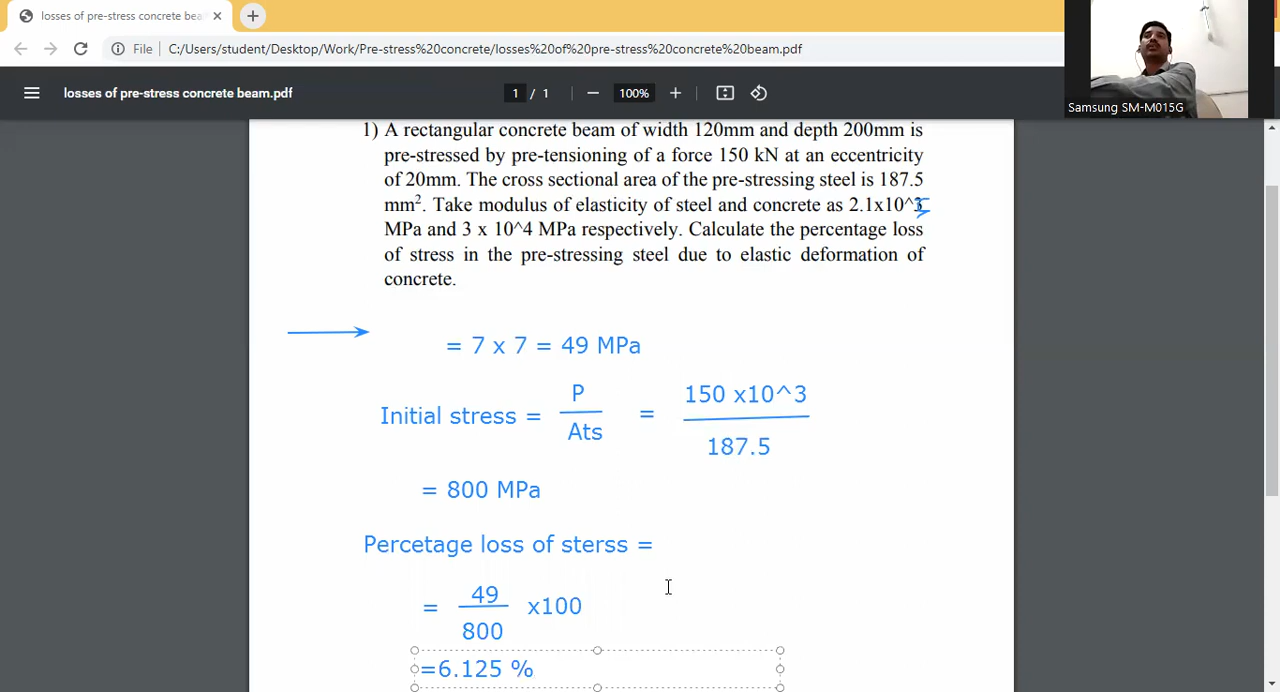 losses of pre-stress concrete bea
File C:/Users/student/Desktop/Work/Pre-stress%20concrete/losses%20of%20pre-stress%20concrete%20beam.pdf
losses of pre-stress concrete beam.pdf 1 / 1 100%
Samsung SM-M015G
1) A rectangular concrete beam of width 120mm and depth 200mm is
pre-stressed by pre-tensioning of a force 150 kN at an eccentricity
of 20mm. The cross sectional area of the pre-stressing steel is 187.5
mm². Take modulus of elasticity of steel and concrete as 2.1x10^5
MPa and 3 x 10^4 MPa respectively. Calculate the percentage loss
of stress in the pre-stressing steel due to elastic deformation of
concrete.
= 7 x 7 = 49 MPa
P
150 x10^3
Initial stress = =
Ats
187.5
= 800 MPa
Percetage loss of sterss =
49
= x100
800
=6.125 %